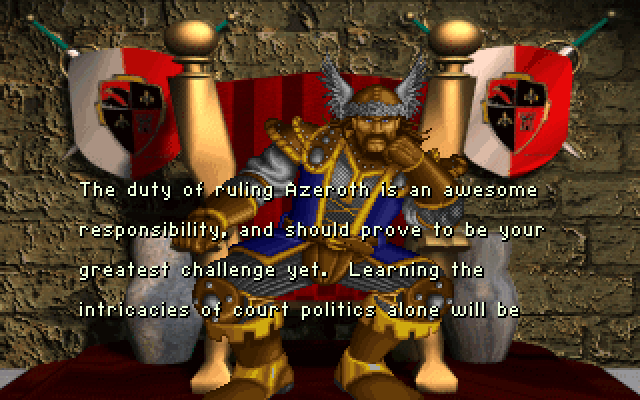 The duty of ruling Azeroth is an awesome
responsibility, and should prove to be your
greatest challenge yet.  Learning the
intricacies of court politics alone will be